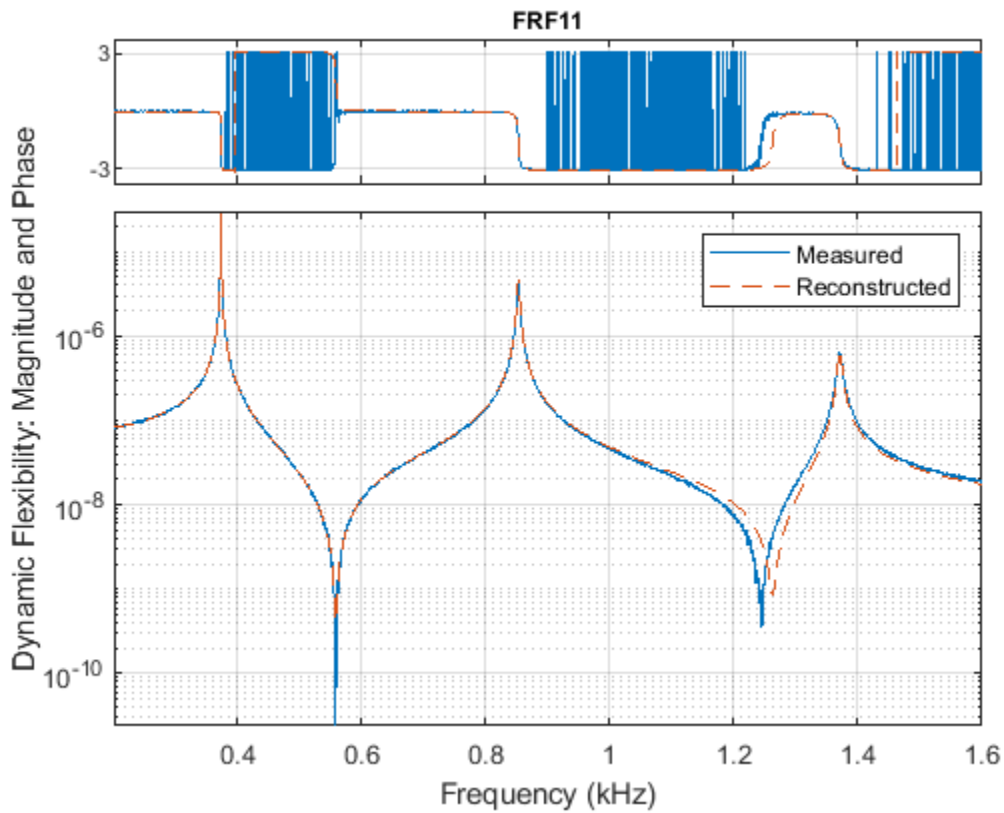 FRF11
3
-3
Dynamic Flexibility: Magnitude and Phase
Measured
Reconstructed
10-6
10-8
10-10
0.4 0.6 0.8 1 1.2 1.4 1.6
Frequency (kHz)